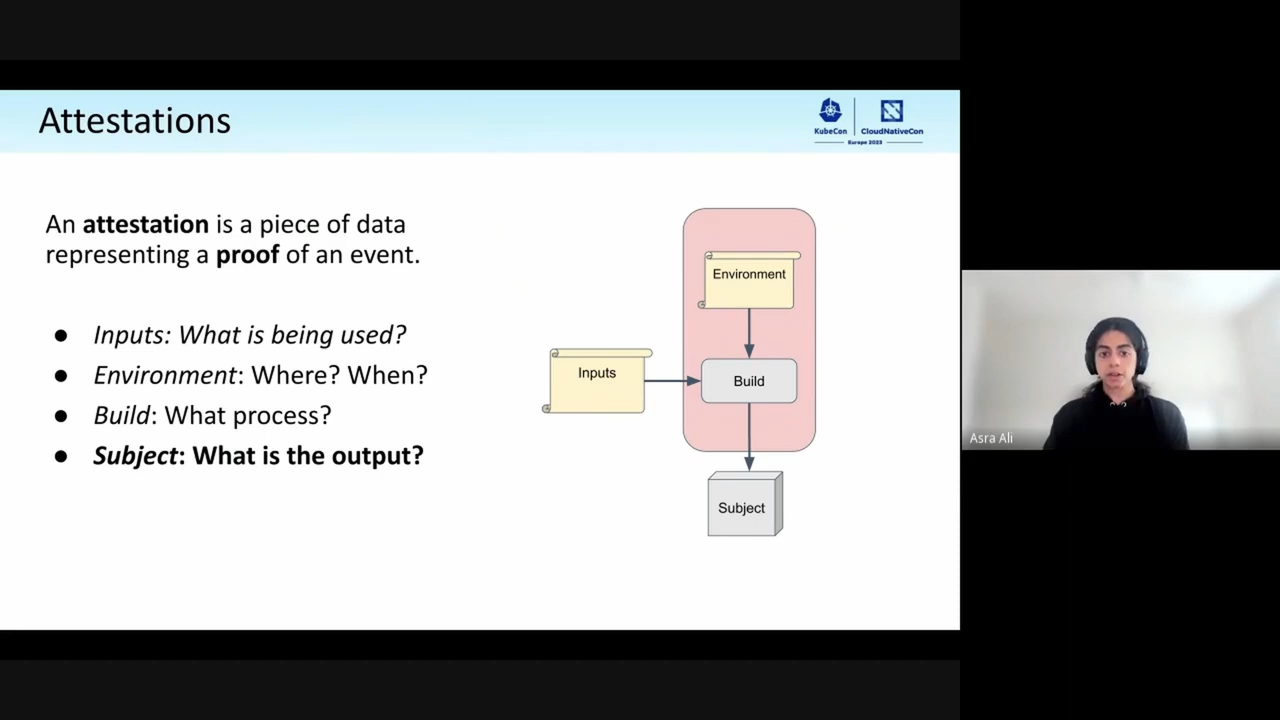 Attestations
KubeCon
CloudNativeCon
Europe 2023
An attestation is a piece of data
representing a proof of an event.
● Inputs: What is being used?
● Environment: Where? When?
● Build: What process?
● Subject: What is the output?
Environment
Inputs
Build
Subject
Asra Ali